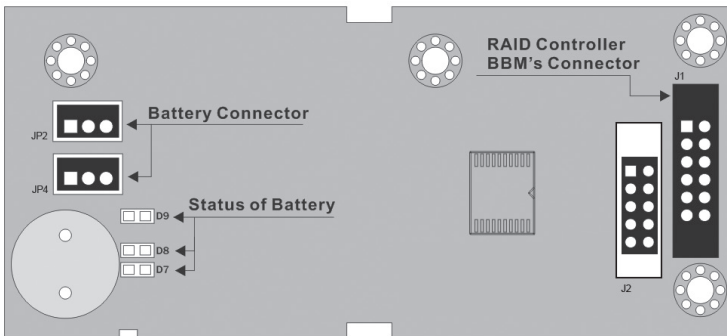 RAID Controller
BBM's Connector
J1
Battery Connector
JP2
JP4
Status of Battery
D9
D8
D7
J2